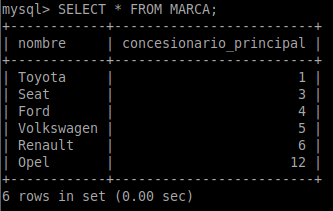 mysql> SELECT * FROM MARCA;
+------------+------------------------+
| nombre     | concesionario_principal |
+------------+------------------------+
| Toyota     |                       1 |
| Seat       |                       3 |
| Ford       |                       4 |
| Volkswagen |                       5 |
| Renault    |                       6 |
| Opel       |                      12 |
+------------+------------------------+
6 rows in set (0.00 sec)